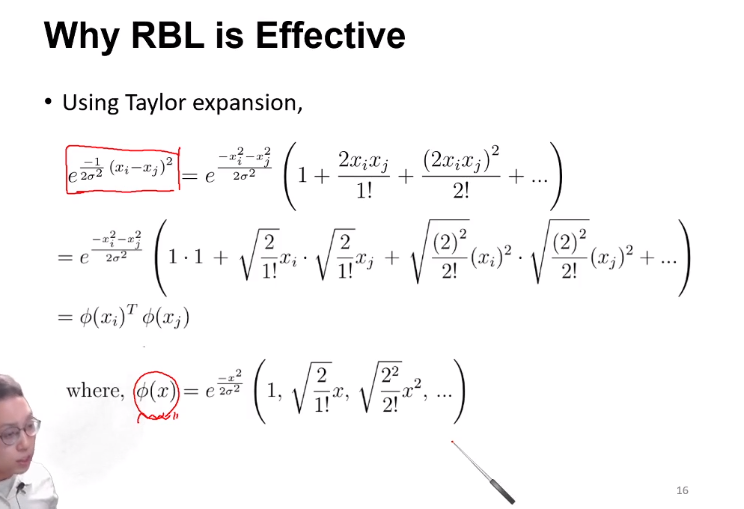 Why RBL is Effective
• Using Taylor expansion,
$e^{\frac{-1}{2\sigma^2}(x_i-x_j)^2} = e^{\frac{-x_i^2-x_j^2}{2\sigma^2}}\left(1+\frac{2x_ix_j}{1!}+\frac{(2x_ix_j)^2}{2!}+...\right)$
$= e^{\frac{-x_i^2-x_j^2}{2\sigma^2}}\left(1\cdot 1+\sqrt{\frac{2}{1!}}x_i\cdot\sqrt{\frac{2}{1!}}x_j+\sqrt{\frac{(2)^2}{2!}}(x_i)^2\cdot\sqrt{\frac{(2)^2}{2!}}(x_j)^2+...\right)$
$= \phi(x_i)^T\phi(x_j)$
where, $\phi(x) = e^{\frac{-x^2}{2\sigma^2}}\left(1,\sqrt{\frac{2}{1!}}x,\sqrt{\frac{2^2}{2!}}x^2,...\right)$
16